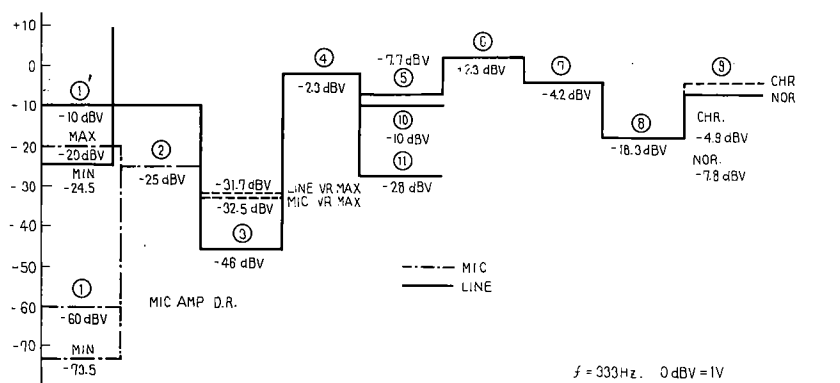 +10
0
-10
-20
-30
-40
-50
-60
-70
①'
-10 dBV
MAX
-20 dBV
MIN
-24.5
①
-60 dBV
MIN
-73.5
②
-25 dBV
MIC AMP D.R.
-31.7 dBV
LINE VR MAX
-32.5 dBV
MIC VR MAX
③
-46 dBV
④
-2.3 dBV
-7.7 dBV
⑤
⑩
-10 dBV
⑪
-28 dBV
⑥
+2.3 dBV
⑦
-4.2 dBV
⑧
-18.3 dBV
⑨
CHR
NOR
CHR.
-4.9 dBV
NOR.
-7.8 dBV
MIC
LINE
f = 333Hz. 0 dBV = 1V